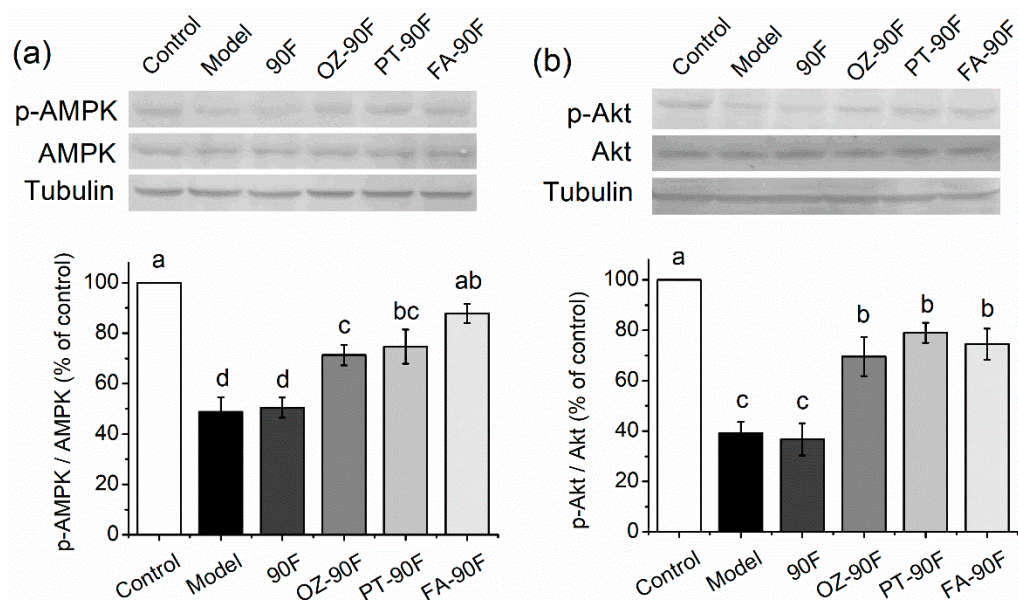 (a)
Control Model 90F OZ-90F PT-90F FA-90F
p-AMPK
AMPK
Tubulin
p-AMPK / AMPK (% of control)
100
80
60
40
20
0
a d d c bc ab
Control Model 90F OZ-90F PT-90F FA-90F
(b)
Control Model 90F OZ-90F PT-90F FA-90F
p-Akt
Akt
Tubulin
p-Akt / Akt (% of control)
100
80
60
40
20
0
a c c b b b
Control Model 90F OZ-90F PT-90F FA-90F